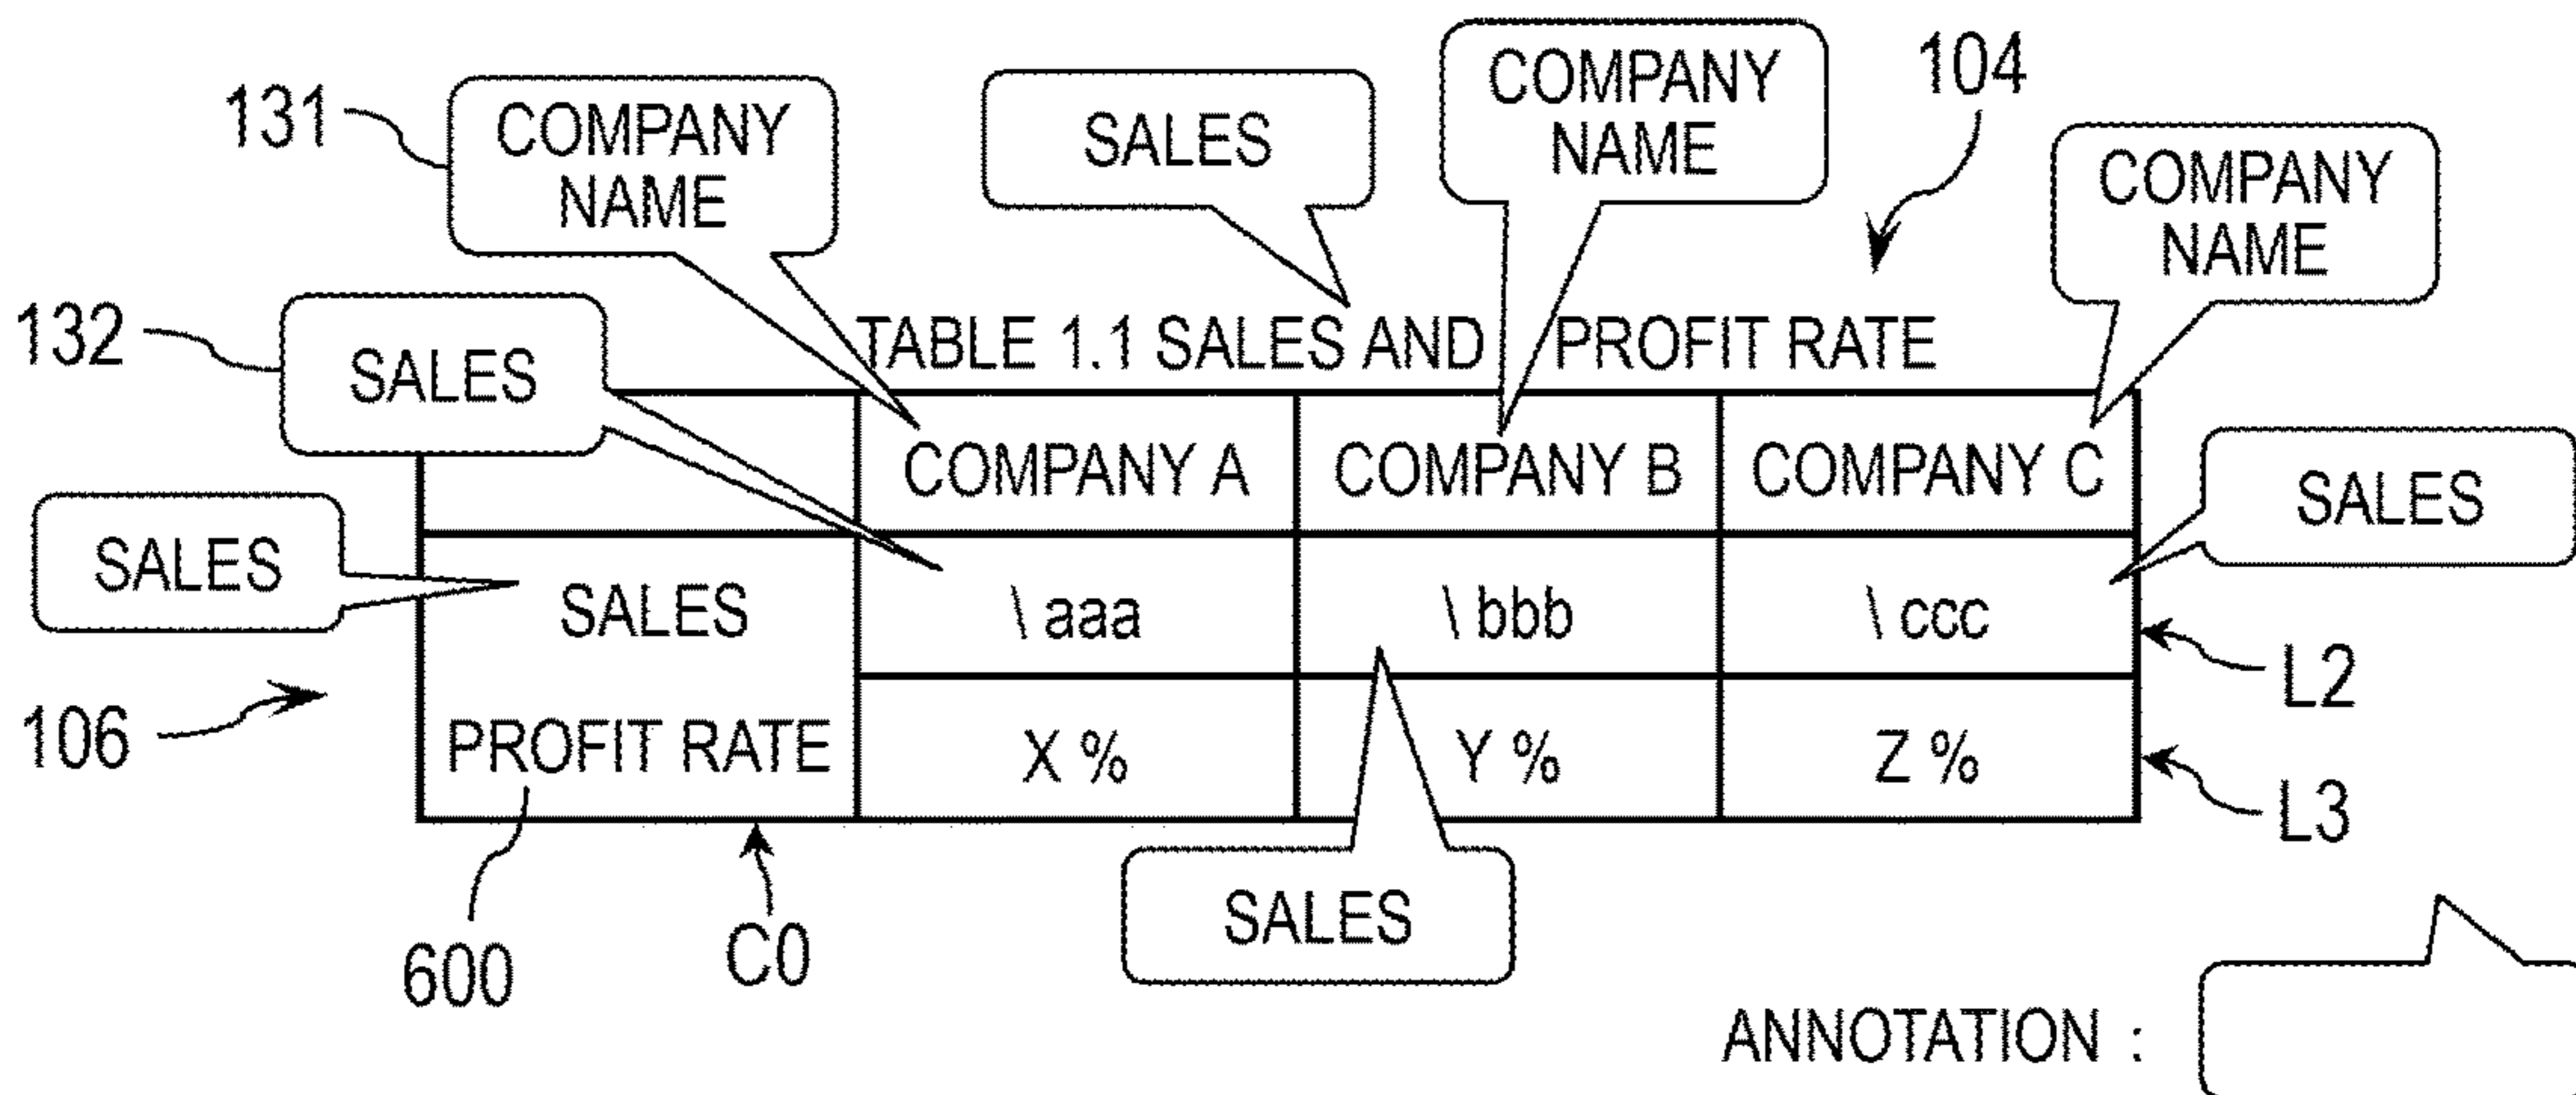 131
COMPANY
NAME
SALES
COMPANY
NAME
104
COMPANY
NAME
132
SALES
TABLE 1.1 SALES AND PROFIT RATE
COMPANY A
COMPANY B
COMPANY C
SALES
SALES
SALES
\ aaa
\ bbb
\ ccc
L2
106
PROFIT RATE
X %
Y %
Z %
L3
600
C0
SALES
ANNOTATION :